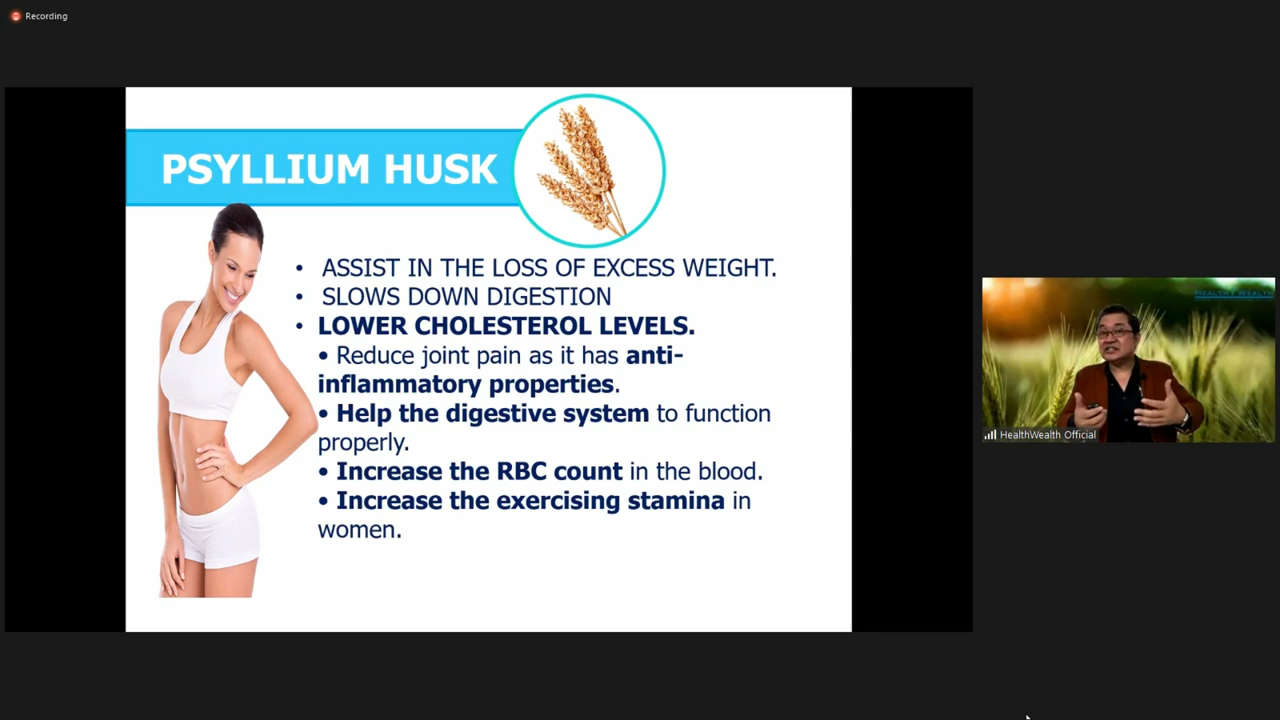 Recording
PSYLLIUM HUSK
• ASSIST IN THE LOSS OF EXCESS WEIGHT.
• SLOWS DOWN DIGESTION
• LOWER CHOLESTEROL LEVELS.
• Reduce joint pain as it has anti-
inflammatory properties.
• Help the digestive system to function
properly.
• Increase the RBC count in the blood.
• Increase the exercising stamina in
women.
HEALTHY WEALTH
HealthWealth Official